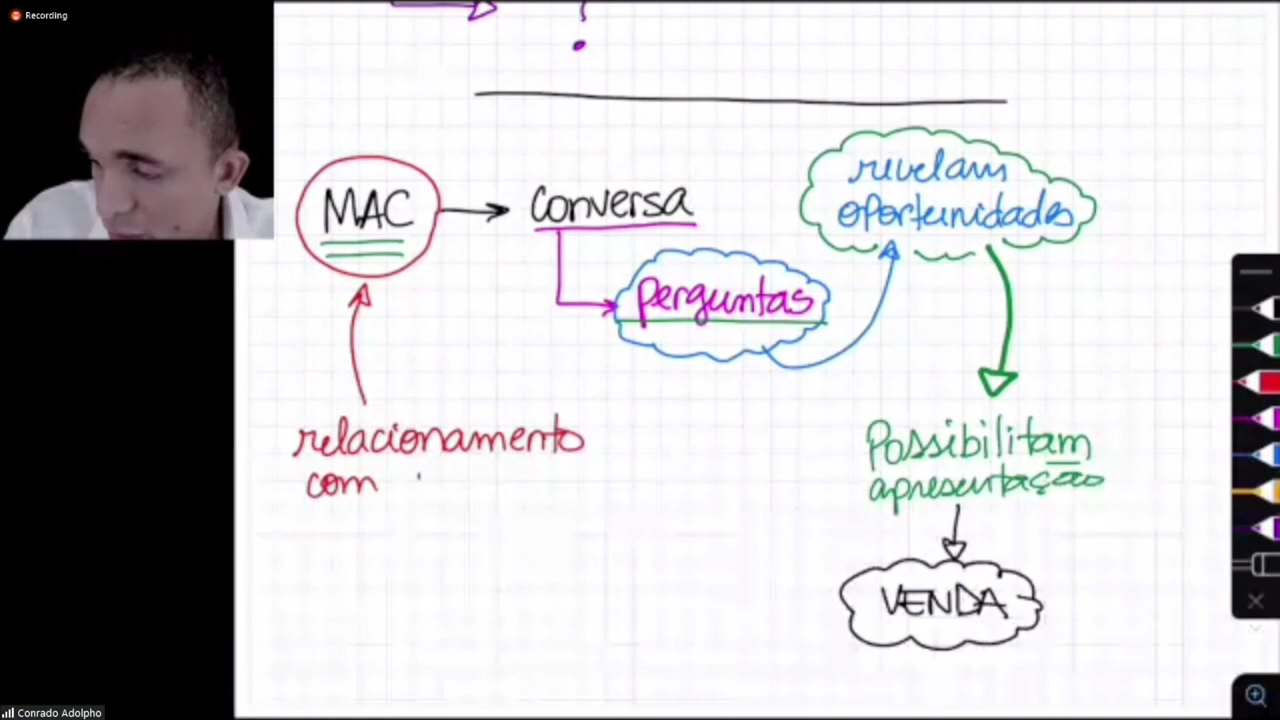 Recording
?
MAC
conversa
revelam
oportunidades
perguntas
relacionamento
com
Possibilitam
apresentação
VENDA
Conrado Adolpho